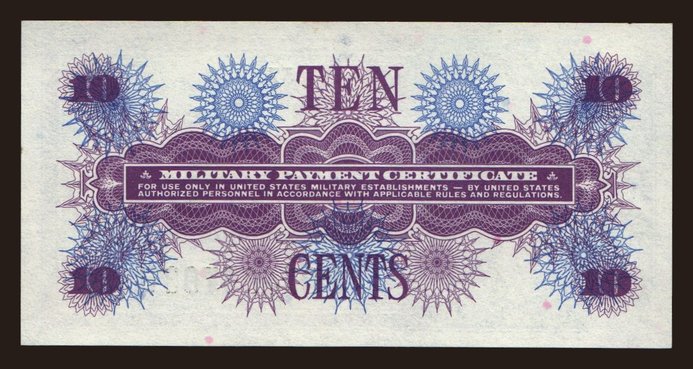 10 TEN 10
MILITARY PAYMENT CERTIFICATE
FOR USE ONLY IN UNITED STATES MILITARY ESTABLISHMENTS — BY UNITED STATES
AUTHORIZED PERSONNEL IN ACCORDANCE WITH APPLICABLE RULES AND REGULATIONS.
10 CENTS 10